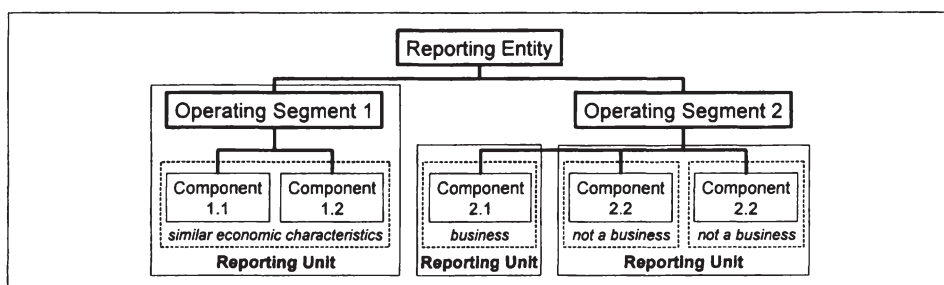 Reporting Entity
Operating Segment 1
Operating Segment 2
Component 1.1
Component 1.2
Component 2.1
Component 2.2
Component 2.2
similar economic characteristics
business
not a business
not a business
Reporting Unit
Reporting Unit
Reporting Unit